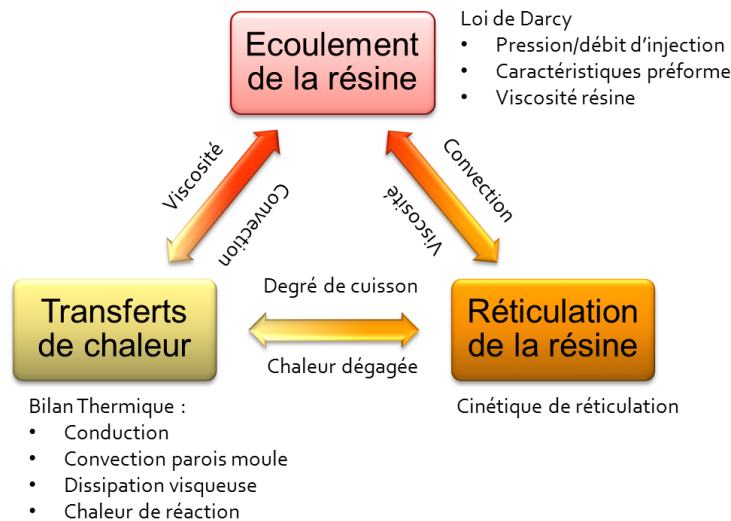 Ecoulement
de la résine
Loi de Darcy
• Pression/débit d’injection
• Caractéristiques préforme
• Viscosité résine
Viscosité
Convection
Convection
Viscosité
Degré de cuisson
Chaleur dégagée
Transferts
de chaleur
Réticulation
de la résine
Bilan Thermique :
• Conduction
• Convection parois moule
• Dissipation visqueuse
• Chaleur de réaction
Cinétique de réticulation